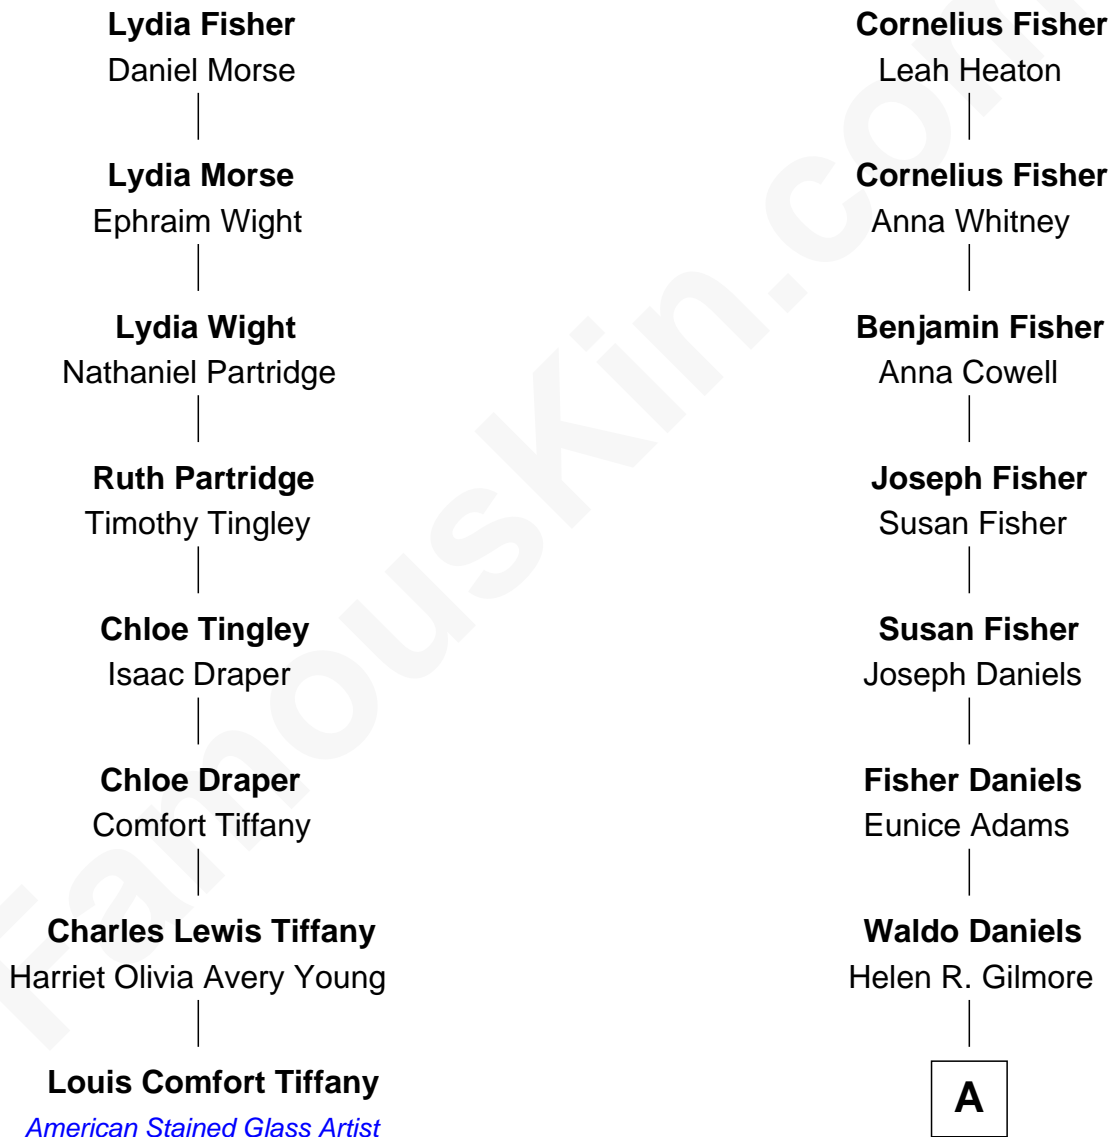 Lydia Fisher
Daniel Morse
Lydia Morse
Ephraim Wight
Lydia Wight
Nathaniel Partridge
Ruth Partridge
Timothy Tingley
Chloe Tingley
Isaac Draper
Chloe Draper
Comfort Tiffany
Charles Lewis Tiffany
Harriet Olivia Avery Young
Louis Comfort Tiffany
American Stained Glass Artist
Cornelius Fisher
Leah Heaton
Cornelius Fisher
Anna Whitney
Benjamin Fisher
Anna Cowell
Joseph Fisher
Susan Fisher
Susan Fisher
Joseph Daniels
Fisher Daniels
Eunice Adams
Waldo Daniels
Helen R. Gilmore
A
FamousKin.com